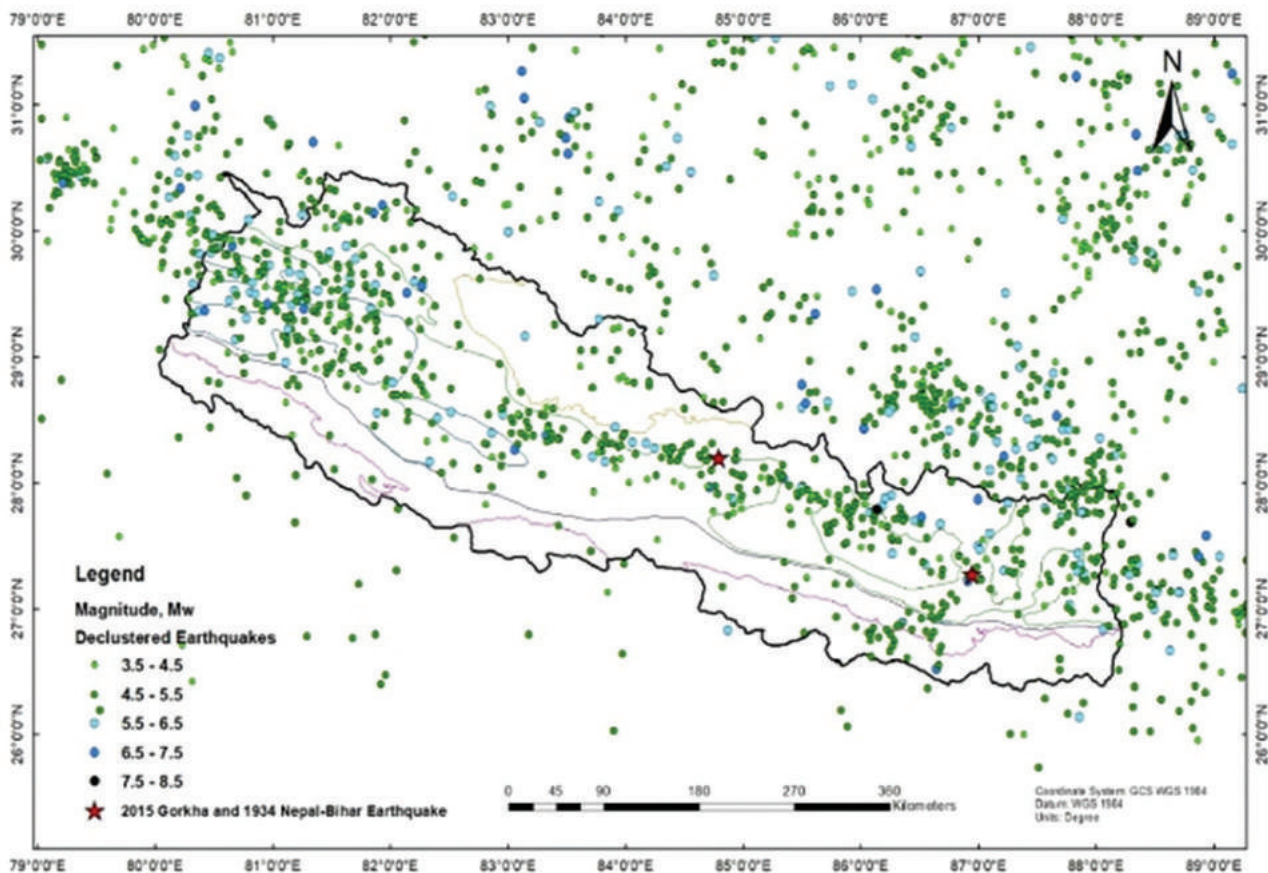 79°0'0"E 80°0'0"E 81°0'0"E 82°0'0"E 83°0'0"E 84°0'0"E 85°0'0"E 86°0'0"E 87°0'0"E 88°0'0"E 89°0'0"E
N
31°0'0"N 31°0'0"N
30°0'0"N 30°0'0"N
29°0'0"N 29°0'0"N
28°0'0"N 28°0'0"N
27°0'0"N 27°0'0"N
26°0'0"N 26°0'0"N
Legend
Magnitude, Mw
Declustered Earthquakes
3.5 - 4.5
4.5 - 5.5
5.5 - 6.5
6.5 - 7.5
7.5 - 8.5
2015 Gorkha and 1934 Nepal-Bihar Earthquake
0 45 90 180 270 360
Kilometers
Coordinate System: GCS WGS 1984
Datum: WGS 1984
Units: Degree
79°0'0"E 80°0'0"E 81°0'0"E 82°0'0"E 83°0'0"E 84°0'0"E 85°0'0"E 86°0'0"E 87°0'0"E 88°0'0"E 89°0'0"E